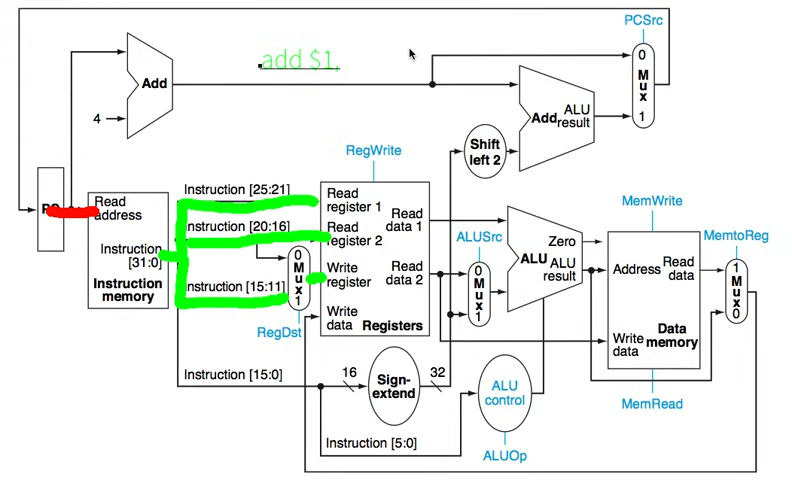 PCSrc
add $1,
0
Mux
1
Add
4
Add ALU result
Shift left 2
RegWrite
Read address
Instruction [31:0]
Instruction memory
Instruction [25:21]
Instruction [20:16]
Instruction [15:11]
0
Mux
1
RegDst
Read register 1
Read register 2
Write register
Write data
Read data 1
Read data 2
Registers
ALUSrc
0
Mux
1
Zero
ALU
ALU result
MemWrite
Address
Read data
Write data
Data memory
MemRead
MemtoReg
1
Mux
0
Instruction [15:0]
16
Sign-extend
32
ALU control
ALUOp
Instruction [5:0]